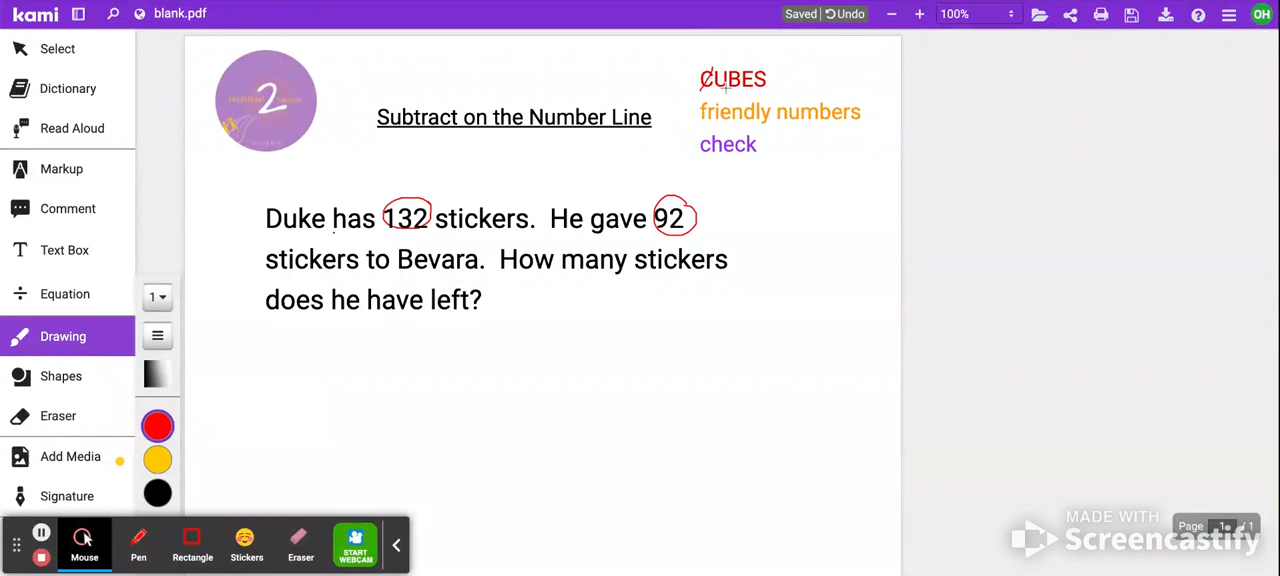 kami
blank.pdf
Saved
Undo
100%
OH
Select
Dictionary
Read Aloud
Markup
Comment
Text Box
Equation
Drawing
Shapes
Eraser
Add Media
Signature
1
2
Subtract on the Number Line
CUBES
friendly numbers
check
Duke has 132 stickers. He gave 92
stickers to Bevara. How many stickers
does he have left?
Mouse
Pen
Rectangle
Stickers
Eraser
START
WEBCAM
Page 1 / 1
MADE WITH
Screencastify